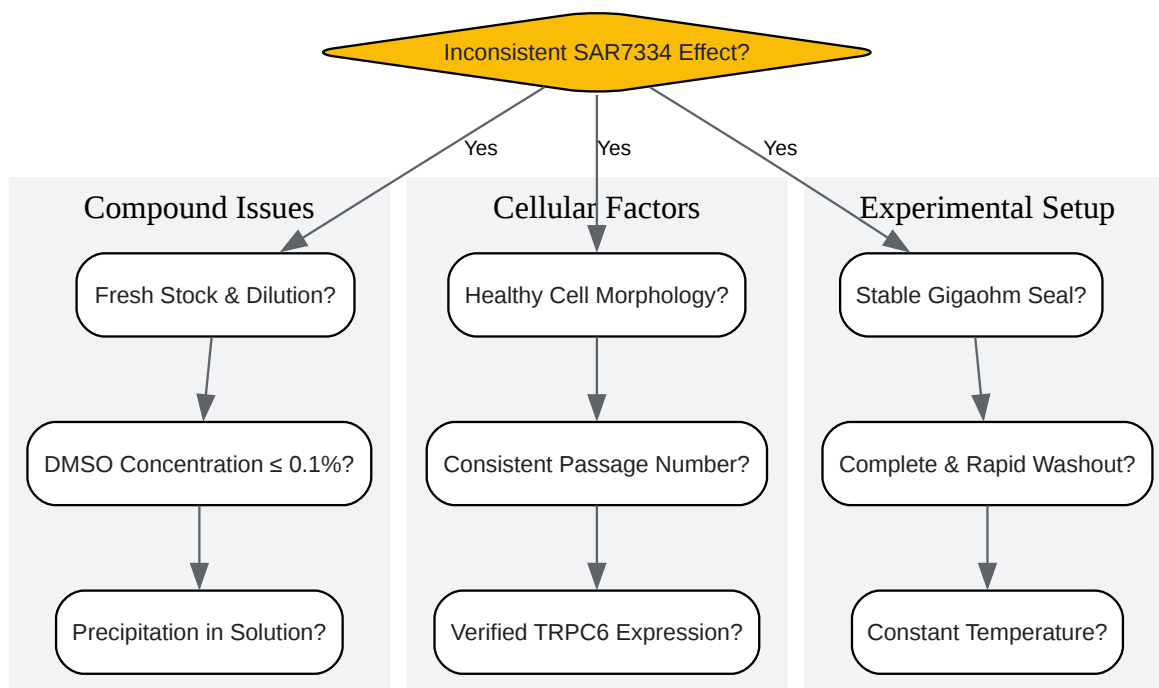 Inconsistent SAR7334 Effect?
Yes
Yes
Yes
Compound Issues
Cellular Factors
Experimental Setup
Fresh Stock & Dilution?
Healthy Cell Morphology?
Stable Gigaohm Seal?
DMSO Concentration ≤ 0.1%?
Consistent Passage Number?
Complete & Rapid Washout?
Precipitation in Solution?
Verified TRPC6 Expression?
Constant Temperature?